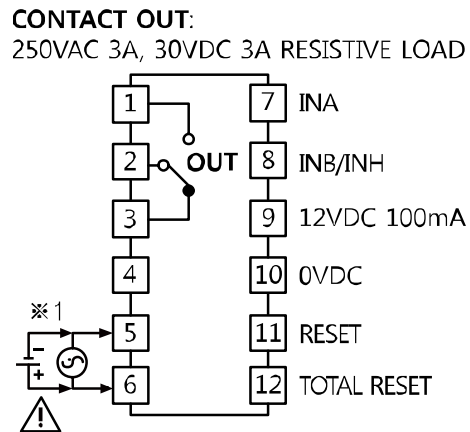 CONTACT OUT:
250VAC 3A, 30VDC 3A RESISTIVE LOAD
1 7 INA
2 OUT 8 INB/INH
3 9 12VDC 100mA
4 10 0VDC
※1
5 11 RESET
6 12 TOTAL RESET